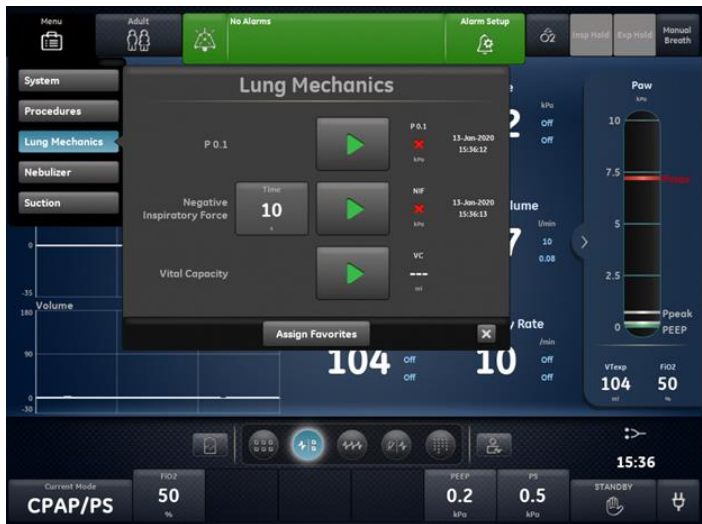 Menu
Adult
No Alarms
Alarm Setup
O2
Insp Hold
Exp Hold
Manual
Breath
System
Procedures
Lung Mechanics
Nebulizer
Suction
Lung Mechanics
P 0.1
P 0.1
kPa
13-Jan-2020
15:36:12
Negative
Inspiratory Force
Time
10
s
NIF
kPa
13-Jan-2020
15:36:13
Vital Capacity
VC
---
ml
Assign Favorites
kPa
Off
Off
lume
l/min
10
0.08
y Rate
/min
104
Off
Off
10
Off
Off
0
-35
Volume
180
90
0
-30
Paw
kPa
10
7.5
Pmax
5
2.5
0
Ppeak
PEEP
VTexp
104
ml
FiO2
50
%
15:36
Current Mode
CPAP/PS
FiO2
50
%
PEEP
0.2
kPa
PS
0.5
kPa
STANDBY